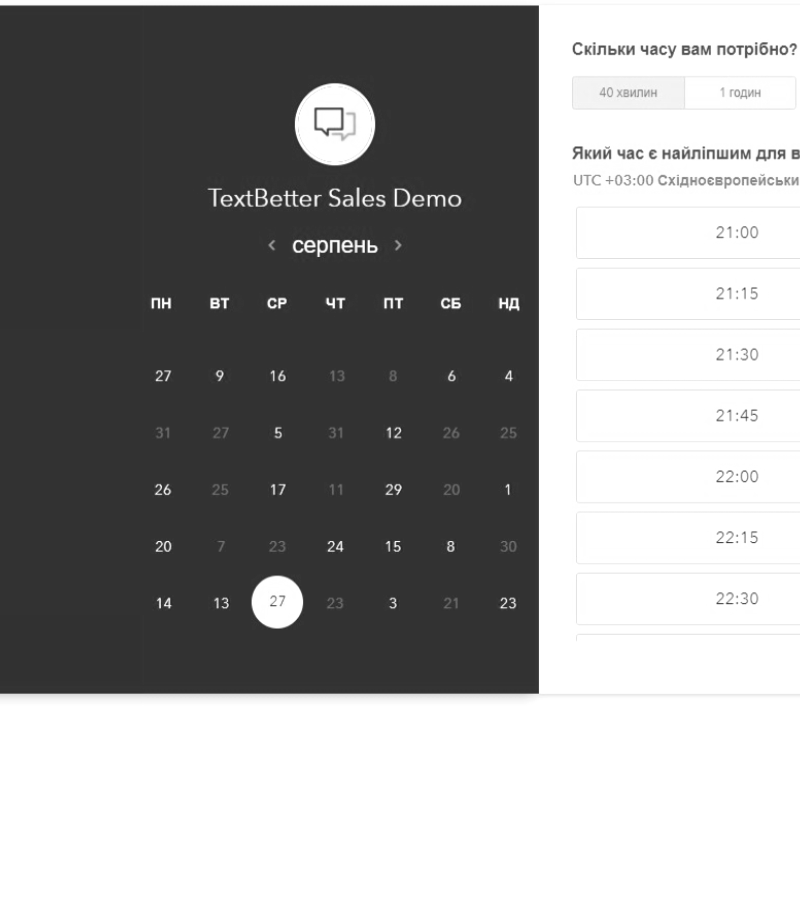 TextBetter Sales Demo
серпень
ПН ВТ СР ЧТ ПТ СБ НД
27 9 16 13 8 6 4
31 27 5 31 12 26 25
26 25 17 11 29 20 1
20 7 23 24 15 8 30
14 13 27 23 3 21 23
Скільки часу вам потрібно?
40 хвилин 1 годин
Який час є найліпшим для в
UTC +03:00 Східноєвропейськи
21:00
21:15
21:30
21:45
22:00
22:15
22:30